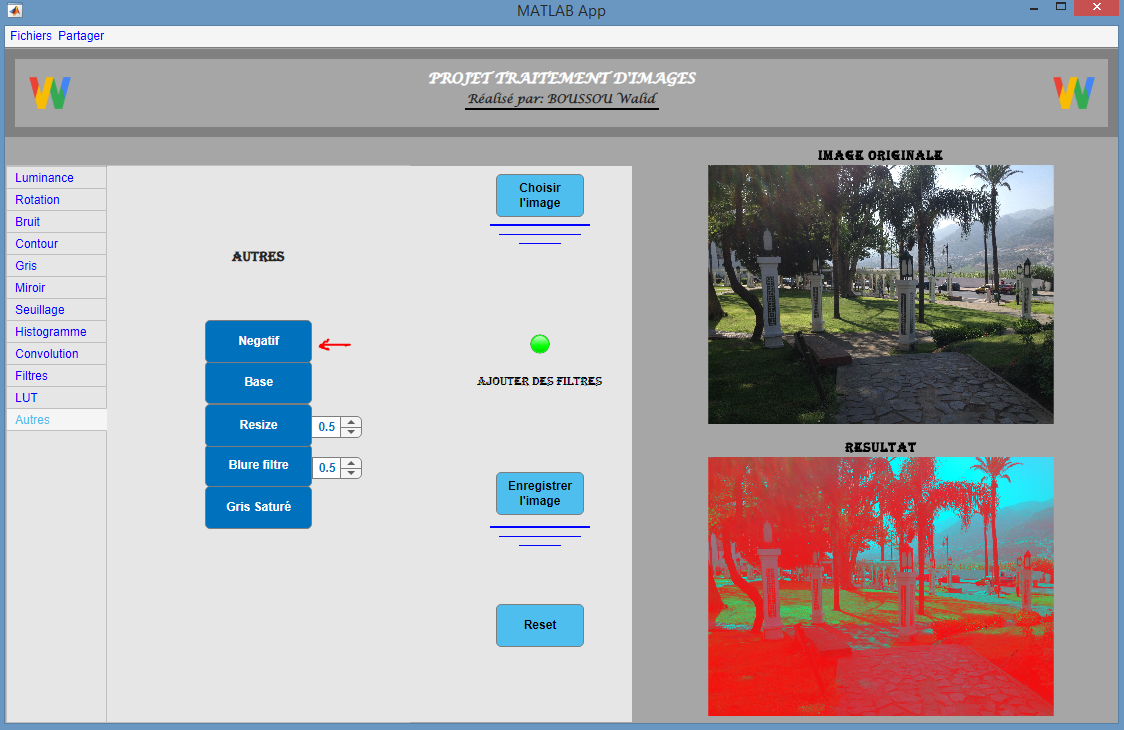 MATLAB App
Fichiers Partager
PROJET TRAITEMENT D'IMAGES
Réalisé par: BOUSSOU Walid
Luminance
Rotation
Bruit
Contour
Gris
Miroir
Seuillage
Histogramme
Convolution
Filtres
LUT
Autres
AUTRES
Negatif
Base
Resize
0.5
Blure filtre
0.5
Gris Saturé
Choisir
l'image
AJOUTER DES FILTRES
Enregistrer
l'image
Reset
IMAGE ORIGINALE
RESULTAT